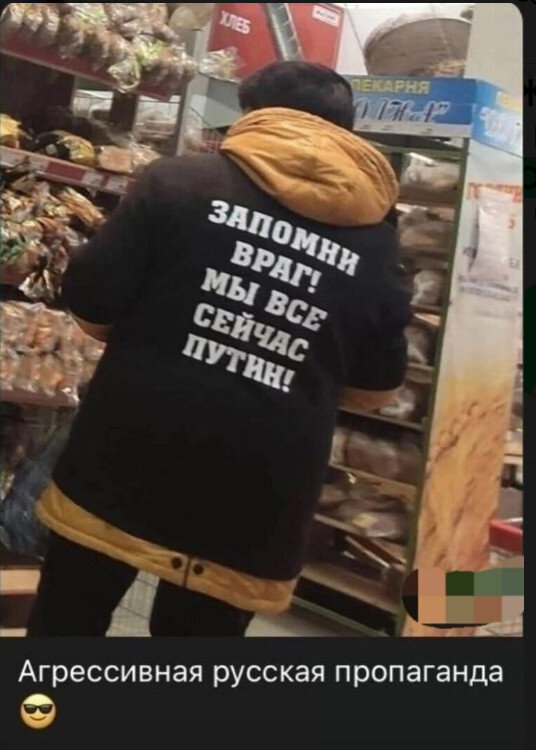 ХЛЕБ
ПЕКАРНЯ
ЗАПОМНИ
ВРАГ!
МЫ ВСЕ
СЕЙЧАС
ПУТИН!
Агрессивная русская пропаганда
😎